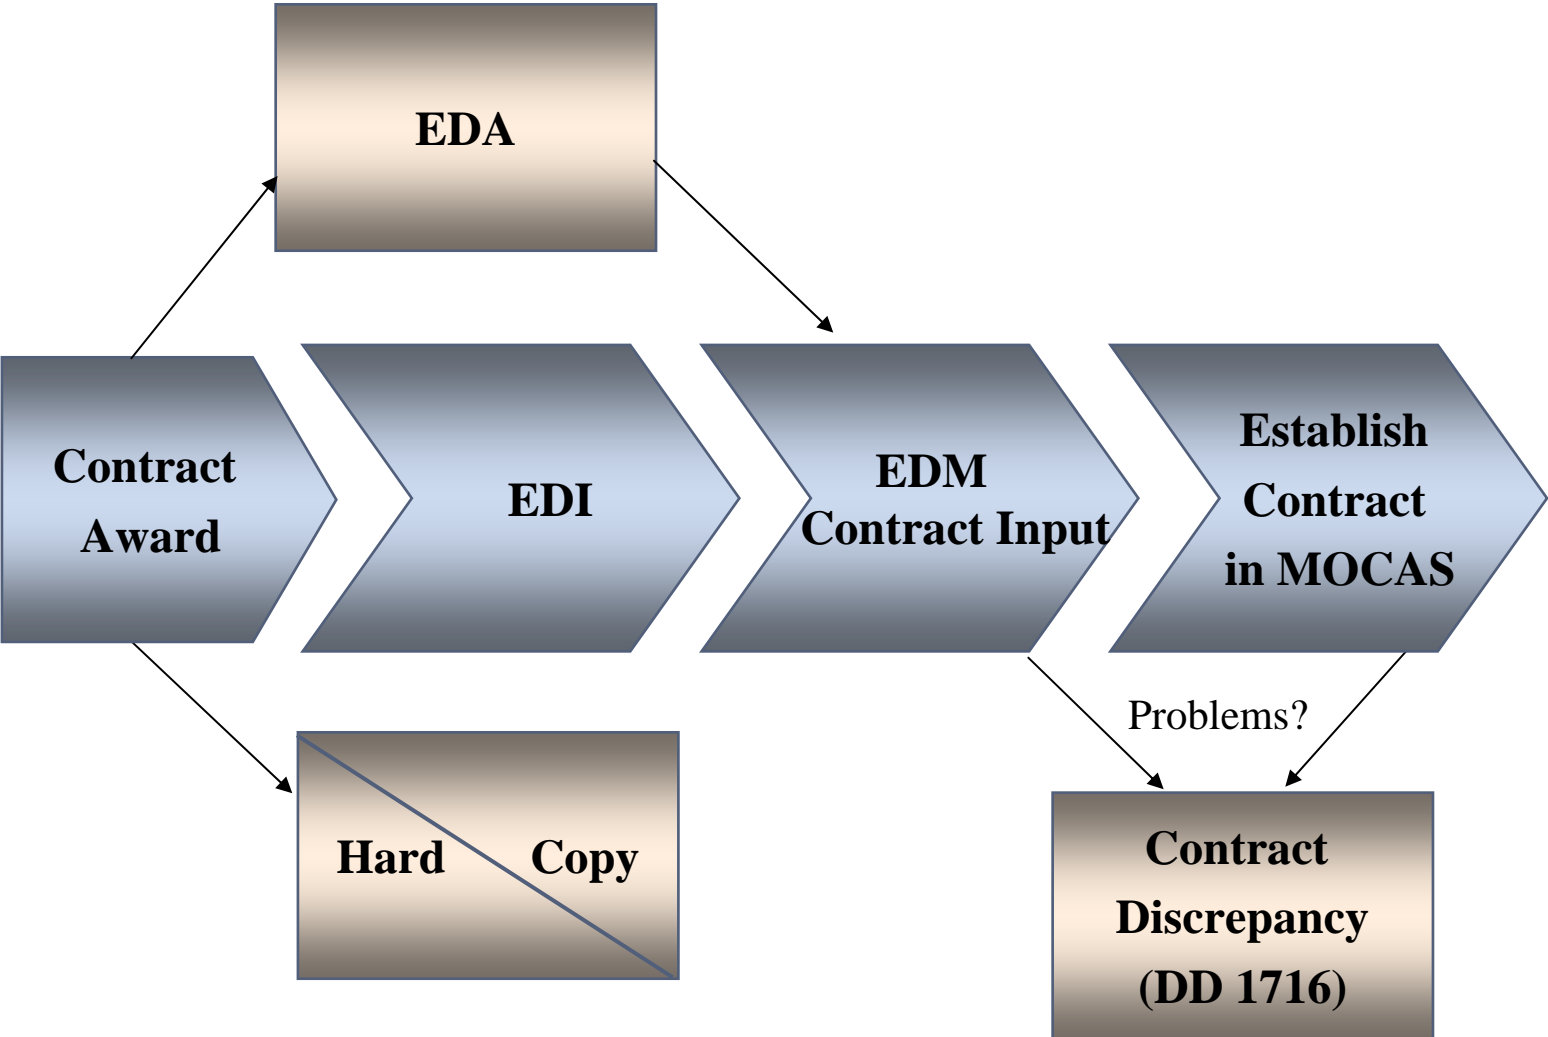 EDA
Contract
Award
EDI
EDM
Contract Input
Establish
Contract
in MOCAS
Problems?
Hard Copy
Contract
Discrepancy
(DD 1716)